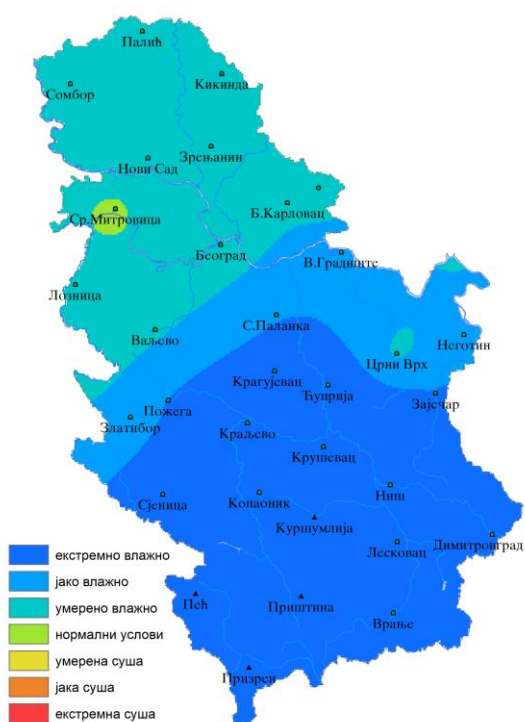 Палић
Сомбор
Кикинда
Зрењанин
Нови Сад
Б.Карловац
Ср.Митровица
Београд
В.Градиште
Лозница
С.Паланка
Ваљево
Неготин
Црни Врх
Крагујевац
Ћуприја
Зајечар
Пожега
Златибор
Краљево
Крушевац
Сјеница
Копаоник
Ниш
Куршумлија
Лесковац
Димитровград
Пећ
Приштина
Врање
Призрен
екстремно влажно
јако влажно
умерено влажно
нормални услови
умерена суша
јака суша
екстремна суша